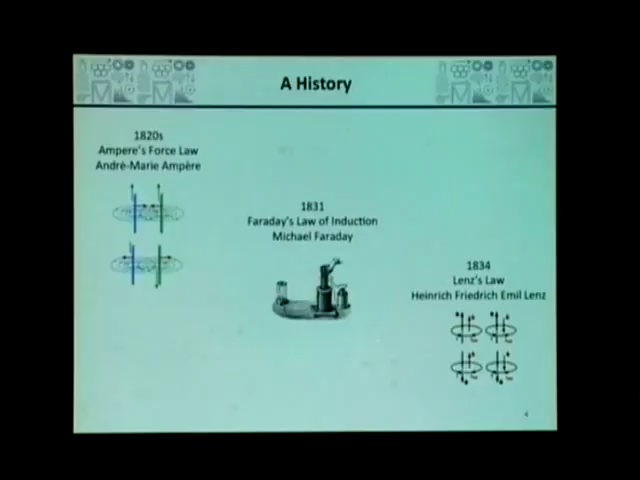 A History
1820s
Ampere's Force Law
André-Marie Ampère
1831
Faraday's Law of Induction
Michael Faraday
1834
Lenz's Law
Heinrich Friedrich Emil Lenz
4